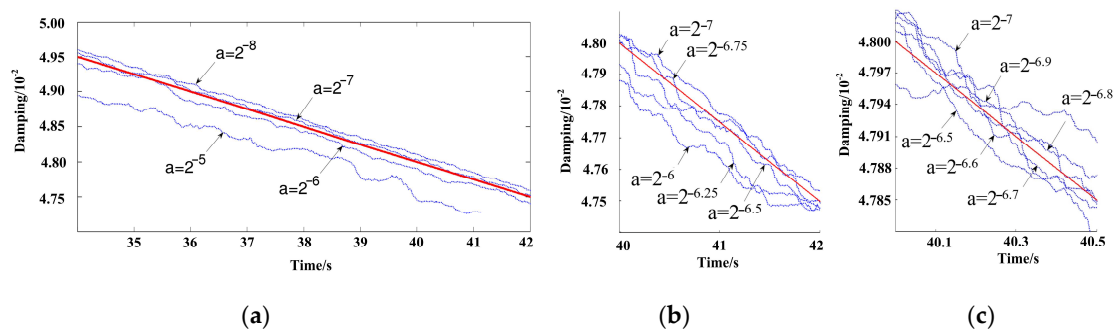 5.00
4.95
4.90
4.85
4.80
4.75
Damping/10⁻²
a=2⁻⁸
a=2⁻⁷
a=2⁻⁵
a=2⁻⁶
35 36 37 38 39 40 41 42
Time/s
(a)
4.80
4.79
4.78
4.77
4.76
4.75
Damping/10⁻²
a=2⁻⁷
a=2⁻⁶·⁷⁵
a=2⁻⁶
a=2⁻⁶·²⁵
a=2⁻⁶·⁵
40 41 42
Time/s
(b)
4.800
4.797
4.794
4.791
4.788
4.785
Damping/10⁻²
a=2⁻⁷
a=2⁻⁶·⁹
a=2⁻⁶·⁸
a=2⁻⁶·⁵
a=2⁻⁶·⁶
a=2⁻⁶·⁷
40.1 40.3 40.5
Time/s
(c)